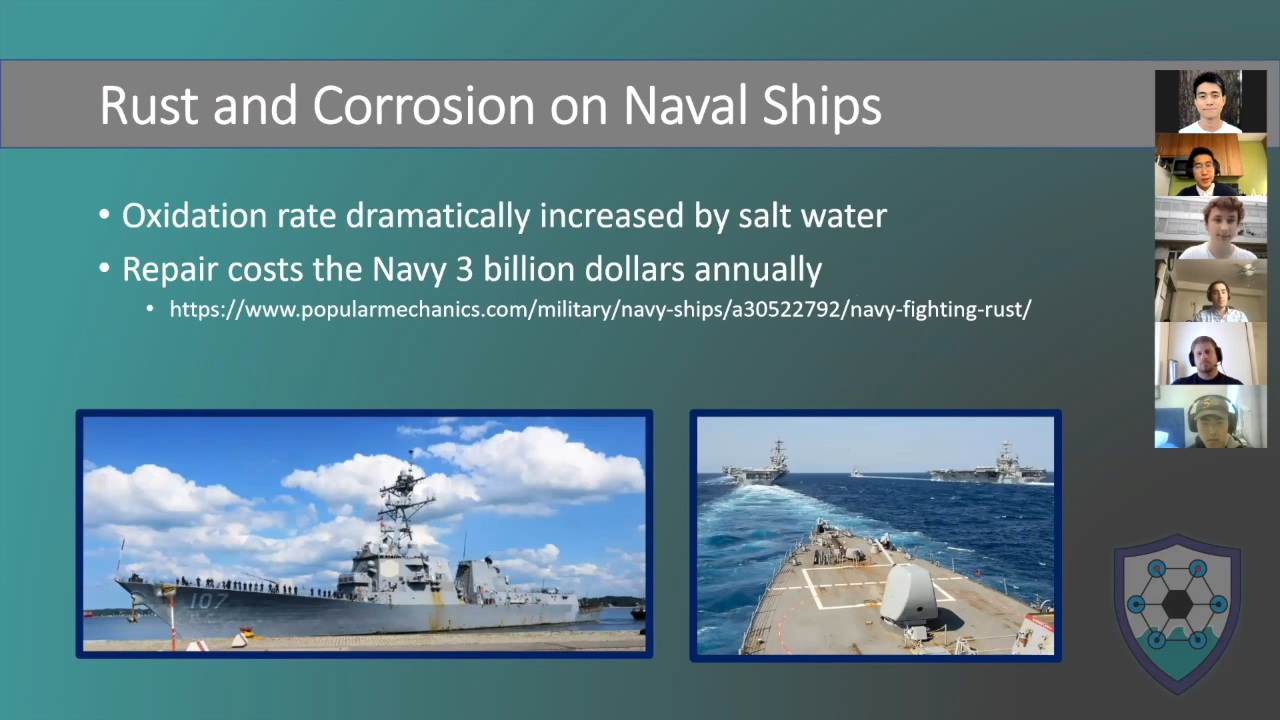 Rust and Corrosion on Naval Ships
• Oxidation rate dramatically increased by salt water
• Repair costs the Navy 3 billion dollars annually
• https://www.popularmechanics.com/military/navy-ships/a30522792/navy-fighting-rust/
107